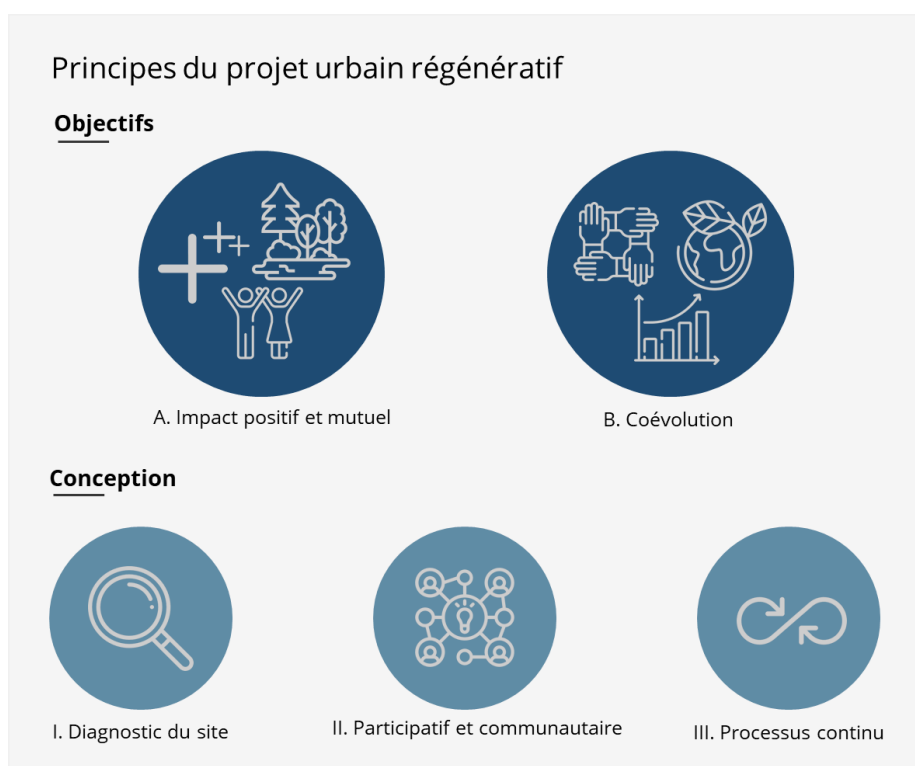 Principes du projet urbain régénératif
Objectifs
A. Impact positif et mutuel
B. Coévolution
Conception
I. Diagnostic du site
II. Participatif et communautaire
III. Processus continu